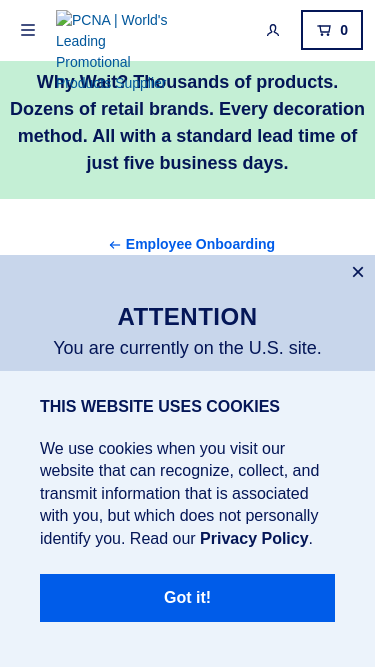 PCNA | World's
Leading
Promotional
Products Supplier
0
Why Wait? Thousands of products.
Dozens of retail brands. Every decoration
method. All with a standard lead time of
just five business days.
Employee Onboarding
ATTENTION
You are currently on the U.S. site.
THIS WEBSITE USES COOKIES
We use cookies when you visit our
website that can recognize, collect, and
transmit information that is associated
with you, but which does not personally
identify you. Read our Privacy Policy.
Got it!